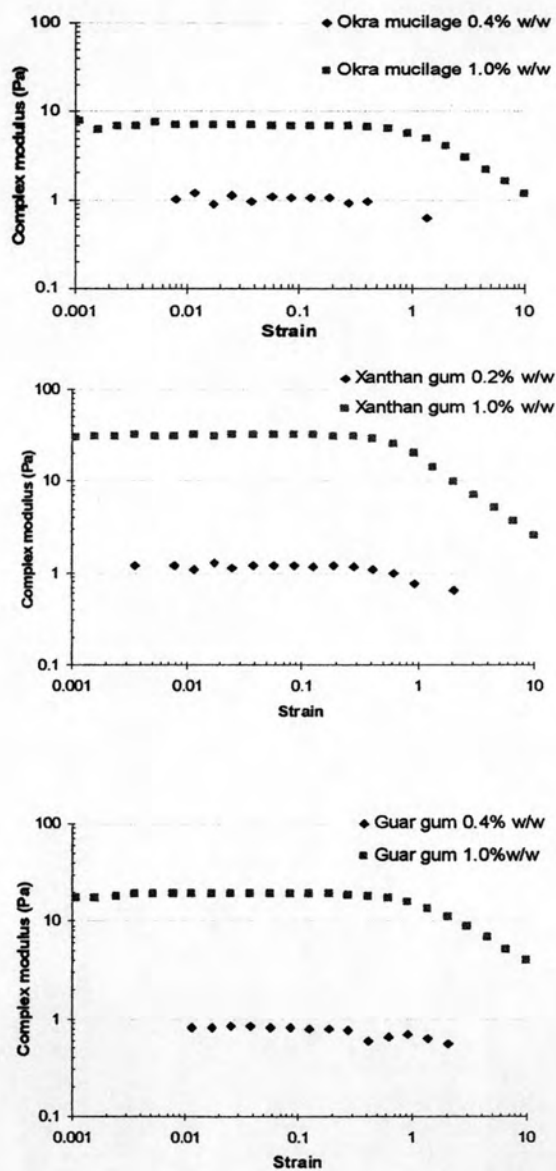 ◆ Okra mucilage 0.4% w/w
■ Okra mucilage 1.0% w/w
Complex modulus (Pa)
100
10
1
0.1
0.001 0.01 0.1 1 10
Strain
◆ Xanthan gum 0.2% w/w
■ Xanthan gum 1.0% w/w
Complex modulus (Pa)
100
10
1
0.1
0.001 0.01 0.1 1 10
Strain
◆ Guar gum 0.4% w/w
■ Guar gum 1.0%w/w
Complex modulus (Pa)
100
10
1
0.1
0.001 0.01 0.1 1 10
Strain